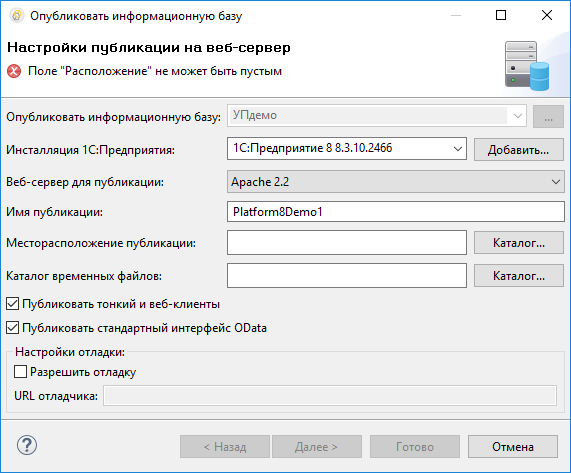 Опубликовать информационную базу
Настройки публикации на веб-сервер
Поле "Расположение" не может быть пустым
Опубликовать информационную базу: УПдемо ...
Инсталляция 1С:Предприятия: 1С:Предприятие 8 8.3.10.2466 Добавить...
Веб-сервер для публикации: Apache 2.2
Имя публикации: Platform8Demo1
Месторасположение публикации: Каталог...
Каталог временных файлов: Каталог...
Публиковать тонкий и веб-клиенты
Публиковать стандартный интерфейс OData
Настройки отладки:
Разрешить отладку
URL отладчика:
? < Назад Далее > Готово Отмена